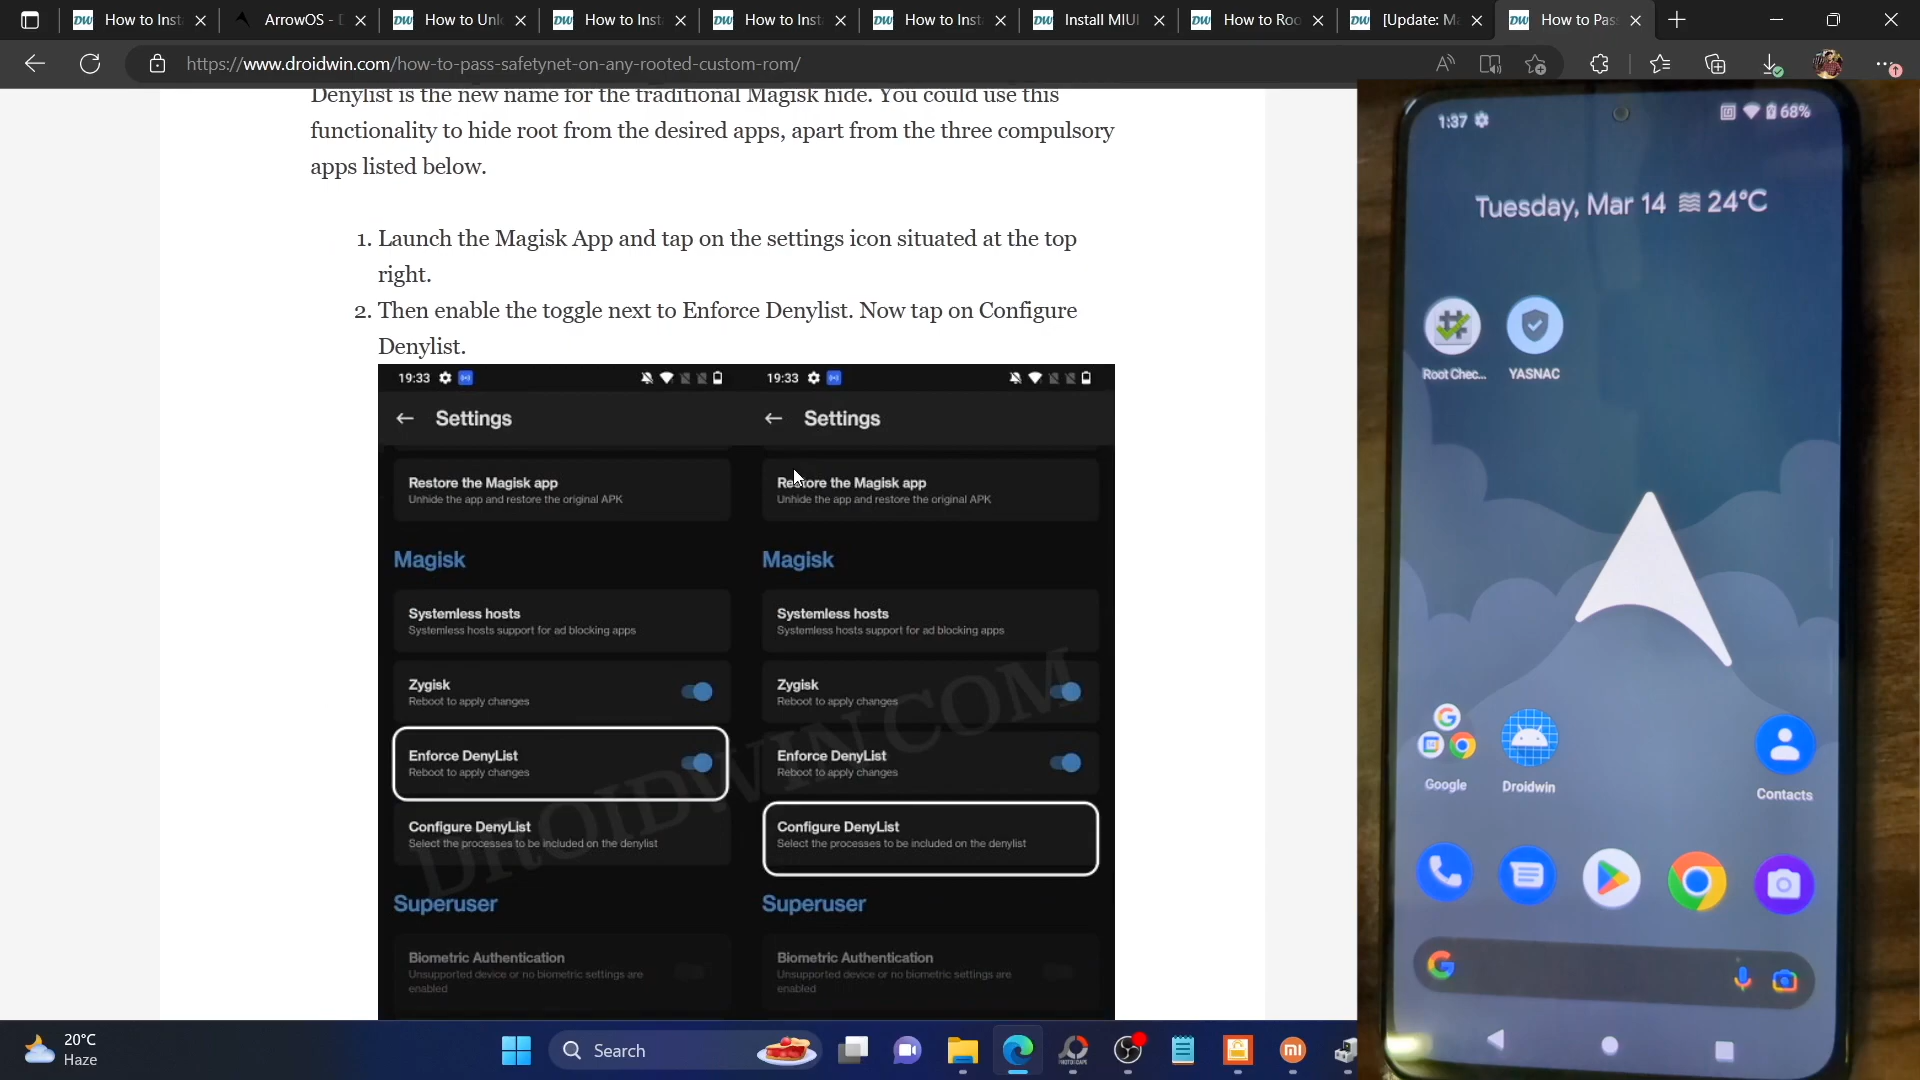 How to Inst
ArrowOS - D
How to Unl
How to Inst
How to Inst
How to Inst
Install MIUI
How to Roo
[Update: Ma
How to Pass
https://www.droidwin.com/how-to-pass-safetynet-on-any-rooted-custom-rom/
Denylist is the new name for the traditional Magisk hide. You could use this
functionality to hide root from the desired apps, apart from the three compulsory
apps listed below.
1. Launch the Magisk App and tap on the settings icon situated at the top
right.
2. Then enable the toggle next to Enforce Denylist. Now tap on Configure
Denylist.
19:33
Settings
Restore the Magisk app
Unhide the app and restore the original APK
Magisk
Systemless hosts
Systemless hosts support for ad blocking apps
Zygisk
Reboot to apply changes
Enforce DenyList
Reboot to apply changes
Configure DenyList
Select the processes to be included on the denylist
Superuser
Biometric Authentication
Unsupported device or no biometric settings are
enabled
19:33
Settings
Restore the Magisk app
Unhide the app and restore the original APK
Magisk
Systemless hosts
Systemless hosts support for ad blocking apps
Zygisk
Reboot to apply changes
Enforce DenyList
Reboot to apply changes
Configure DenyList
Select the processes to be included on the denylist
Superuser
Biometric Authentication
Unsupported device or no biometric settings are
enabled
DROIDWIN.COM
1:37
68%
Tuesday, Mar 14 24°C
Root Chec...
YASNAC
Google
Droidwin
Contacts
20°C
Haze
Search